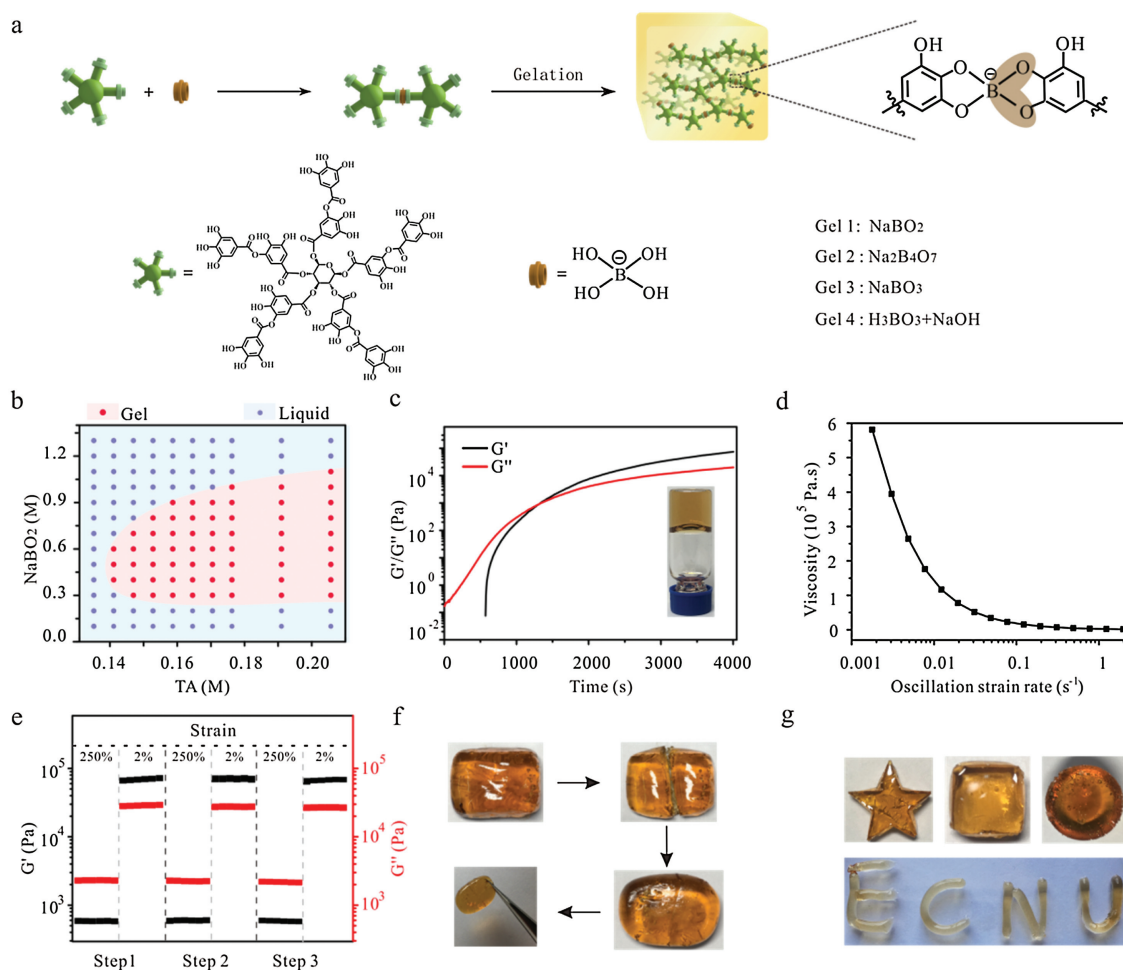 a
+
Gelation
OH
OH
O
O
B
⊖
O
O
=
HO
OH
HO
OH
B
⊖
=
Gel 1: NaBO2
Gel 2 : Na2B4O7
Gel 3 : NaBO3
Gel 4 : H3BO3+NaOH
b
Gel
Liquid
NaBO2 (M)
1.2
0.9
0.6
0.3
0.0
0.14 0.16 0.18 0.20
TA (M)
c
G'
G''
G'/G'' (Pa)
10^4
10^2
10^0
10^-2
0 1000 2000 3000 4000
Time (s)
d
Viscosity (10^5 Pa.s)
6
5
4
3
2
1
0
0.001 0.01 0.1 1
Oscillation strain rate (s^-1)
e
Strain
250% 2% 250% 2% 250% 2%
G' (Pa)
10^5
10^4
10^3
G'' (Pa)
10^5
10^4
10^3
Step1 Step 2 Step 3
f
g
E C N U